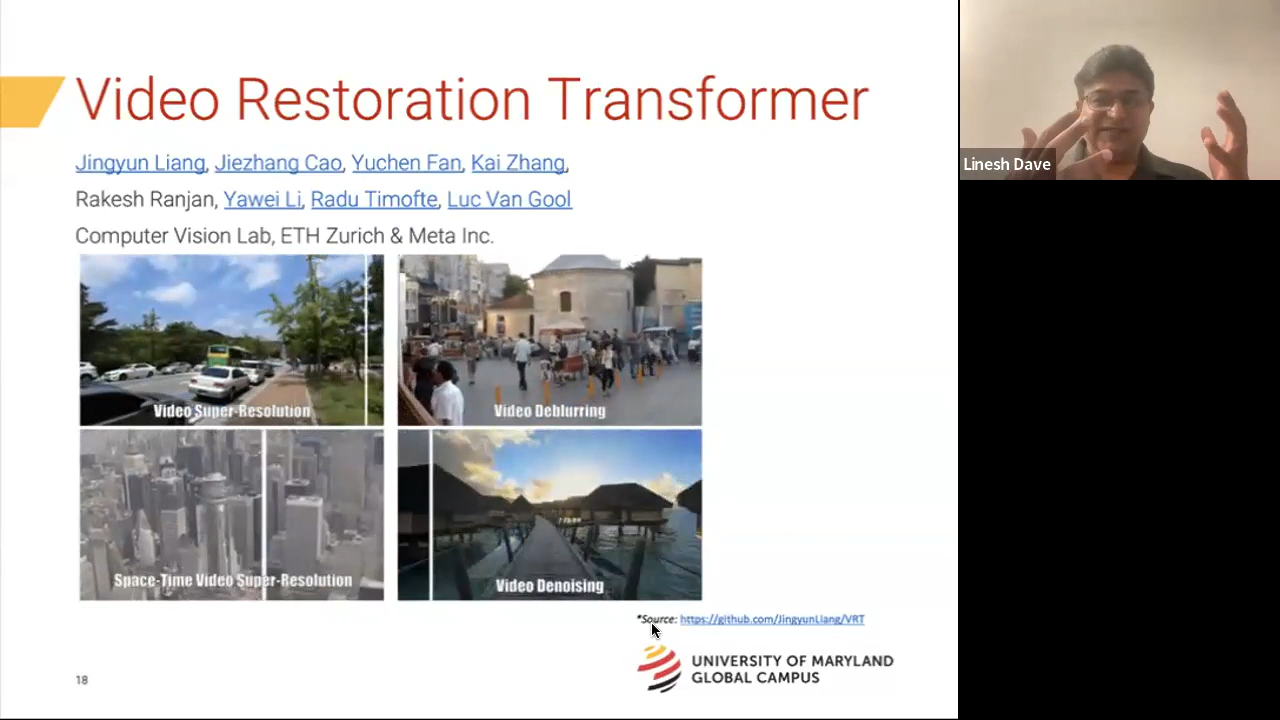 Video Restoration Transformer
Jingyun Liang, Jiezhang Cao, Yuchen Fan, Kai Zhang,
Rakesh Ranjan, Yawei Li, Radu Timofte, Luc Van Gool
Computer Vision Lab, ETH Zurich & Meta Inc.
Video Super-Resolution
Video Deblurring
Space-Time Video Super-Resolution
Video Denoising
*Source: https://github.com/JingyunLiang/VRT
UNIVERSITY OF MARYLAND
GLOBAL CAMPUS
18
Linesh Dave